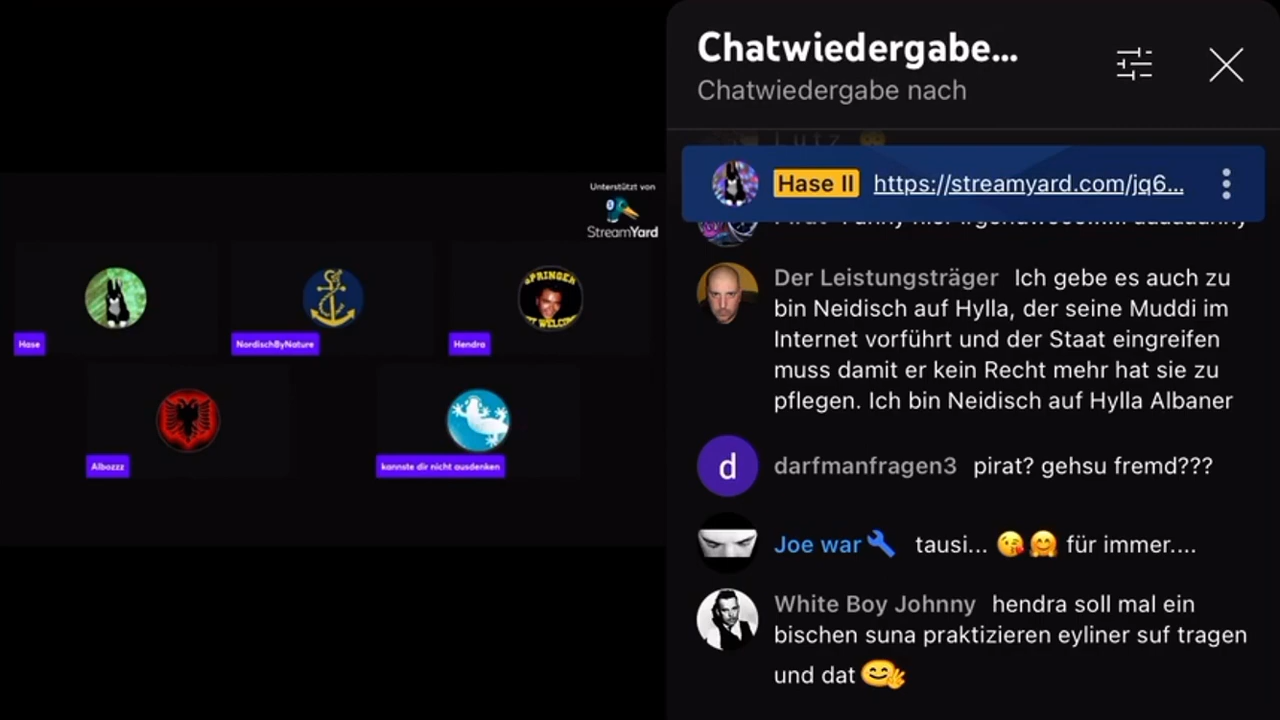 Unterstützt von
StreamYard
Hase
NordischByNature
Hendra
SPRINGER
WELCO
Albozzz
kannste dir nicht ausdenken
Chatwiedergabe...
Chatwiedergabe nach
Lutz
Hase II https://streamyard.com/jq6...
Der Leistungsträger Ich gebe es auch zu
bin Neidisch auf Hylla, der seine Muddi im
Internet vorführt und der Staat eingreifen
muss damit er kein Recht mehr hat sie zu
pflegen. Ich bin Neidisch auf Hylla Albaner
d
darfmanfragen3 pirat? gehsu fremd???
Joe war🔧 tausi... 😘🤗 für immer....
White Boy Johnny hendra soll mal ein
bischen suna praktizieren eyliner suf tragen
und dat